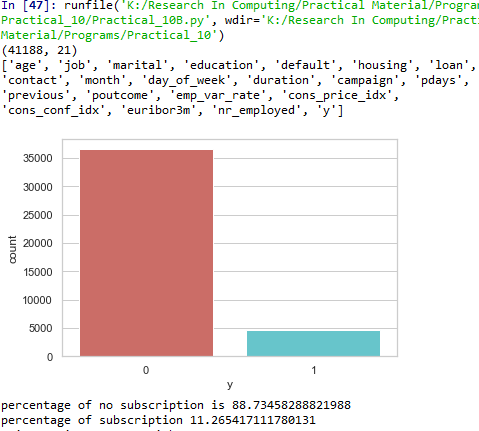 In [47]: runfile('K:/Research In Computing/Practical Material/Program
Practical_10/Practical_10B.py', wdir='K:/Research In Computing/Practi
Material/Programs/Practical_10')
(41188, 21)
['age', 'job', 'marital', 'education', 'default', 'housing', 'loan',
'contact', 'month', 'day_of_week', 'duration', 'campaign', 'pdays',
'previous', 'poutcome', 'emp_var_rate', 'cons_price_idx',
'cons_conf_idx', 'euribor3m', 'nr_employed', 'y']
35000
30000
25000
20000
15000
10000
5000
0
count
0 1
y
percentage of no subscription is 88.73458288821988
percentage of subscription 11.265417111780131